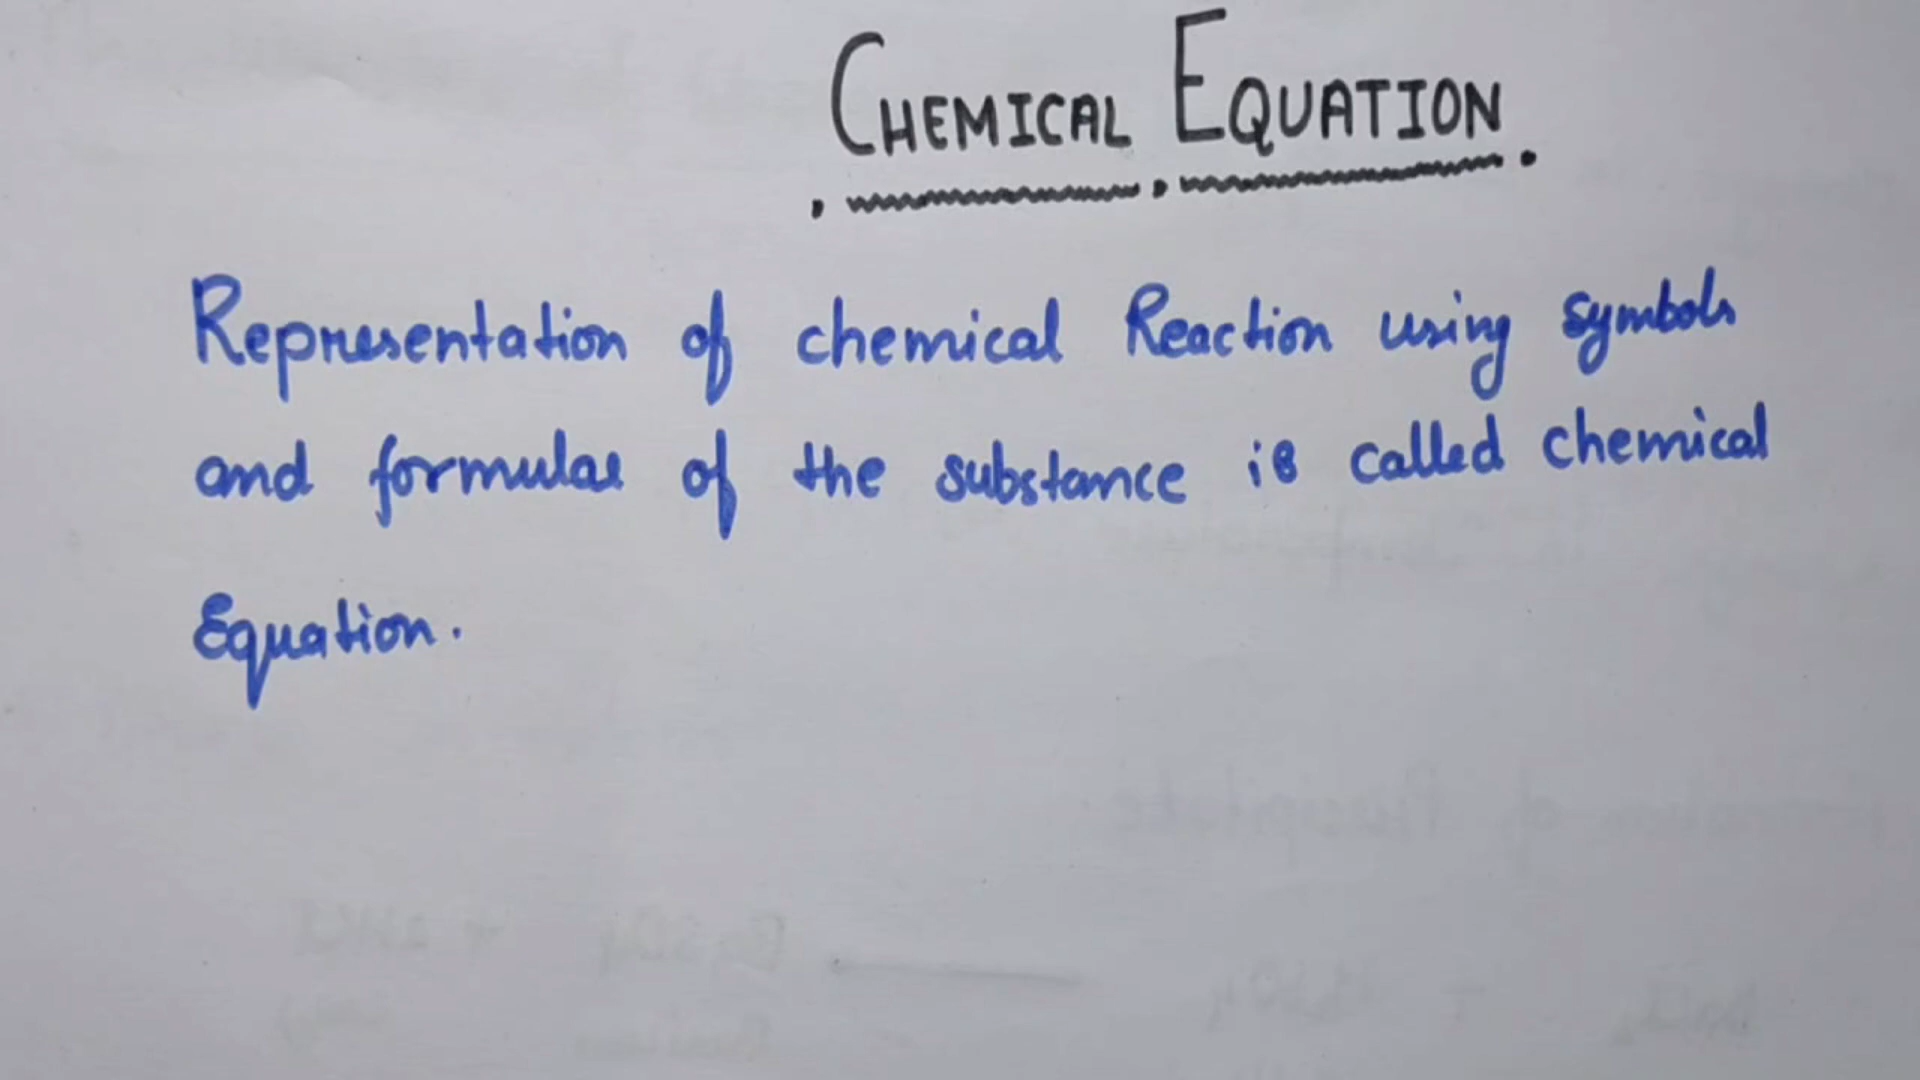 CHEMICAL EQUATION
Representation of chemical Reaction using symbols
and formulae of the substance is called chemical
Equation.